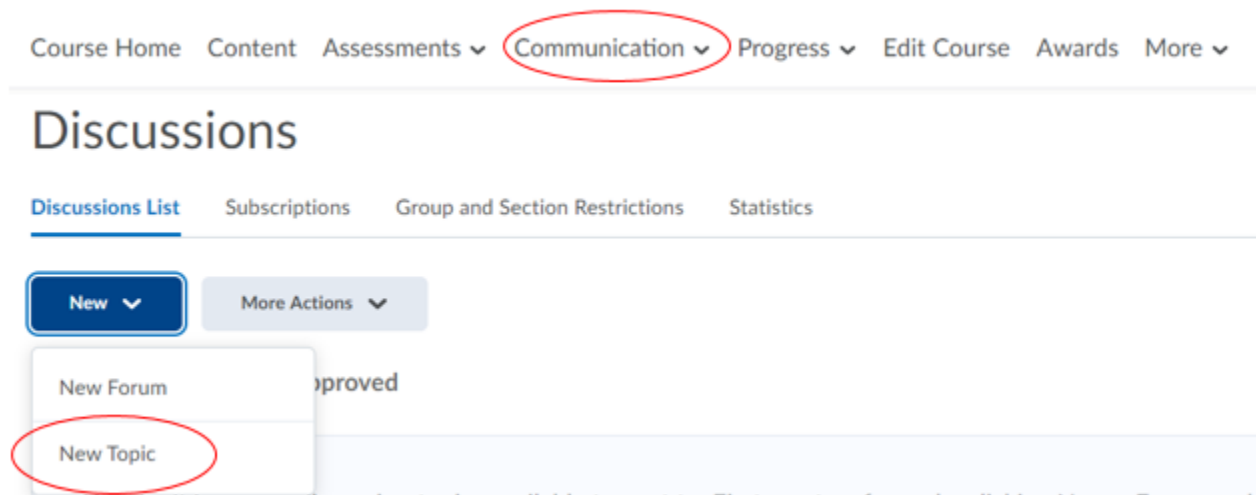 Course Home Content Assessments Communication Progress Edit Course Awards More
Discussions
Discussions List Subscriptions Group and Section Restrictions Statistics
New More Actions
New Forum
New Topic